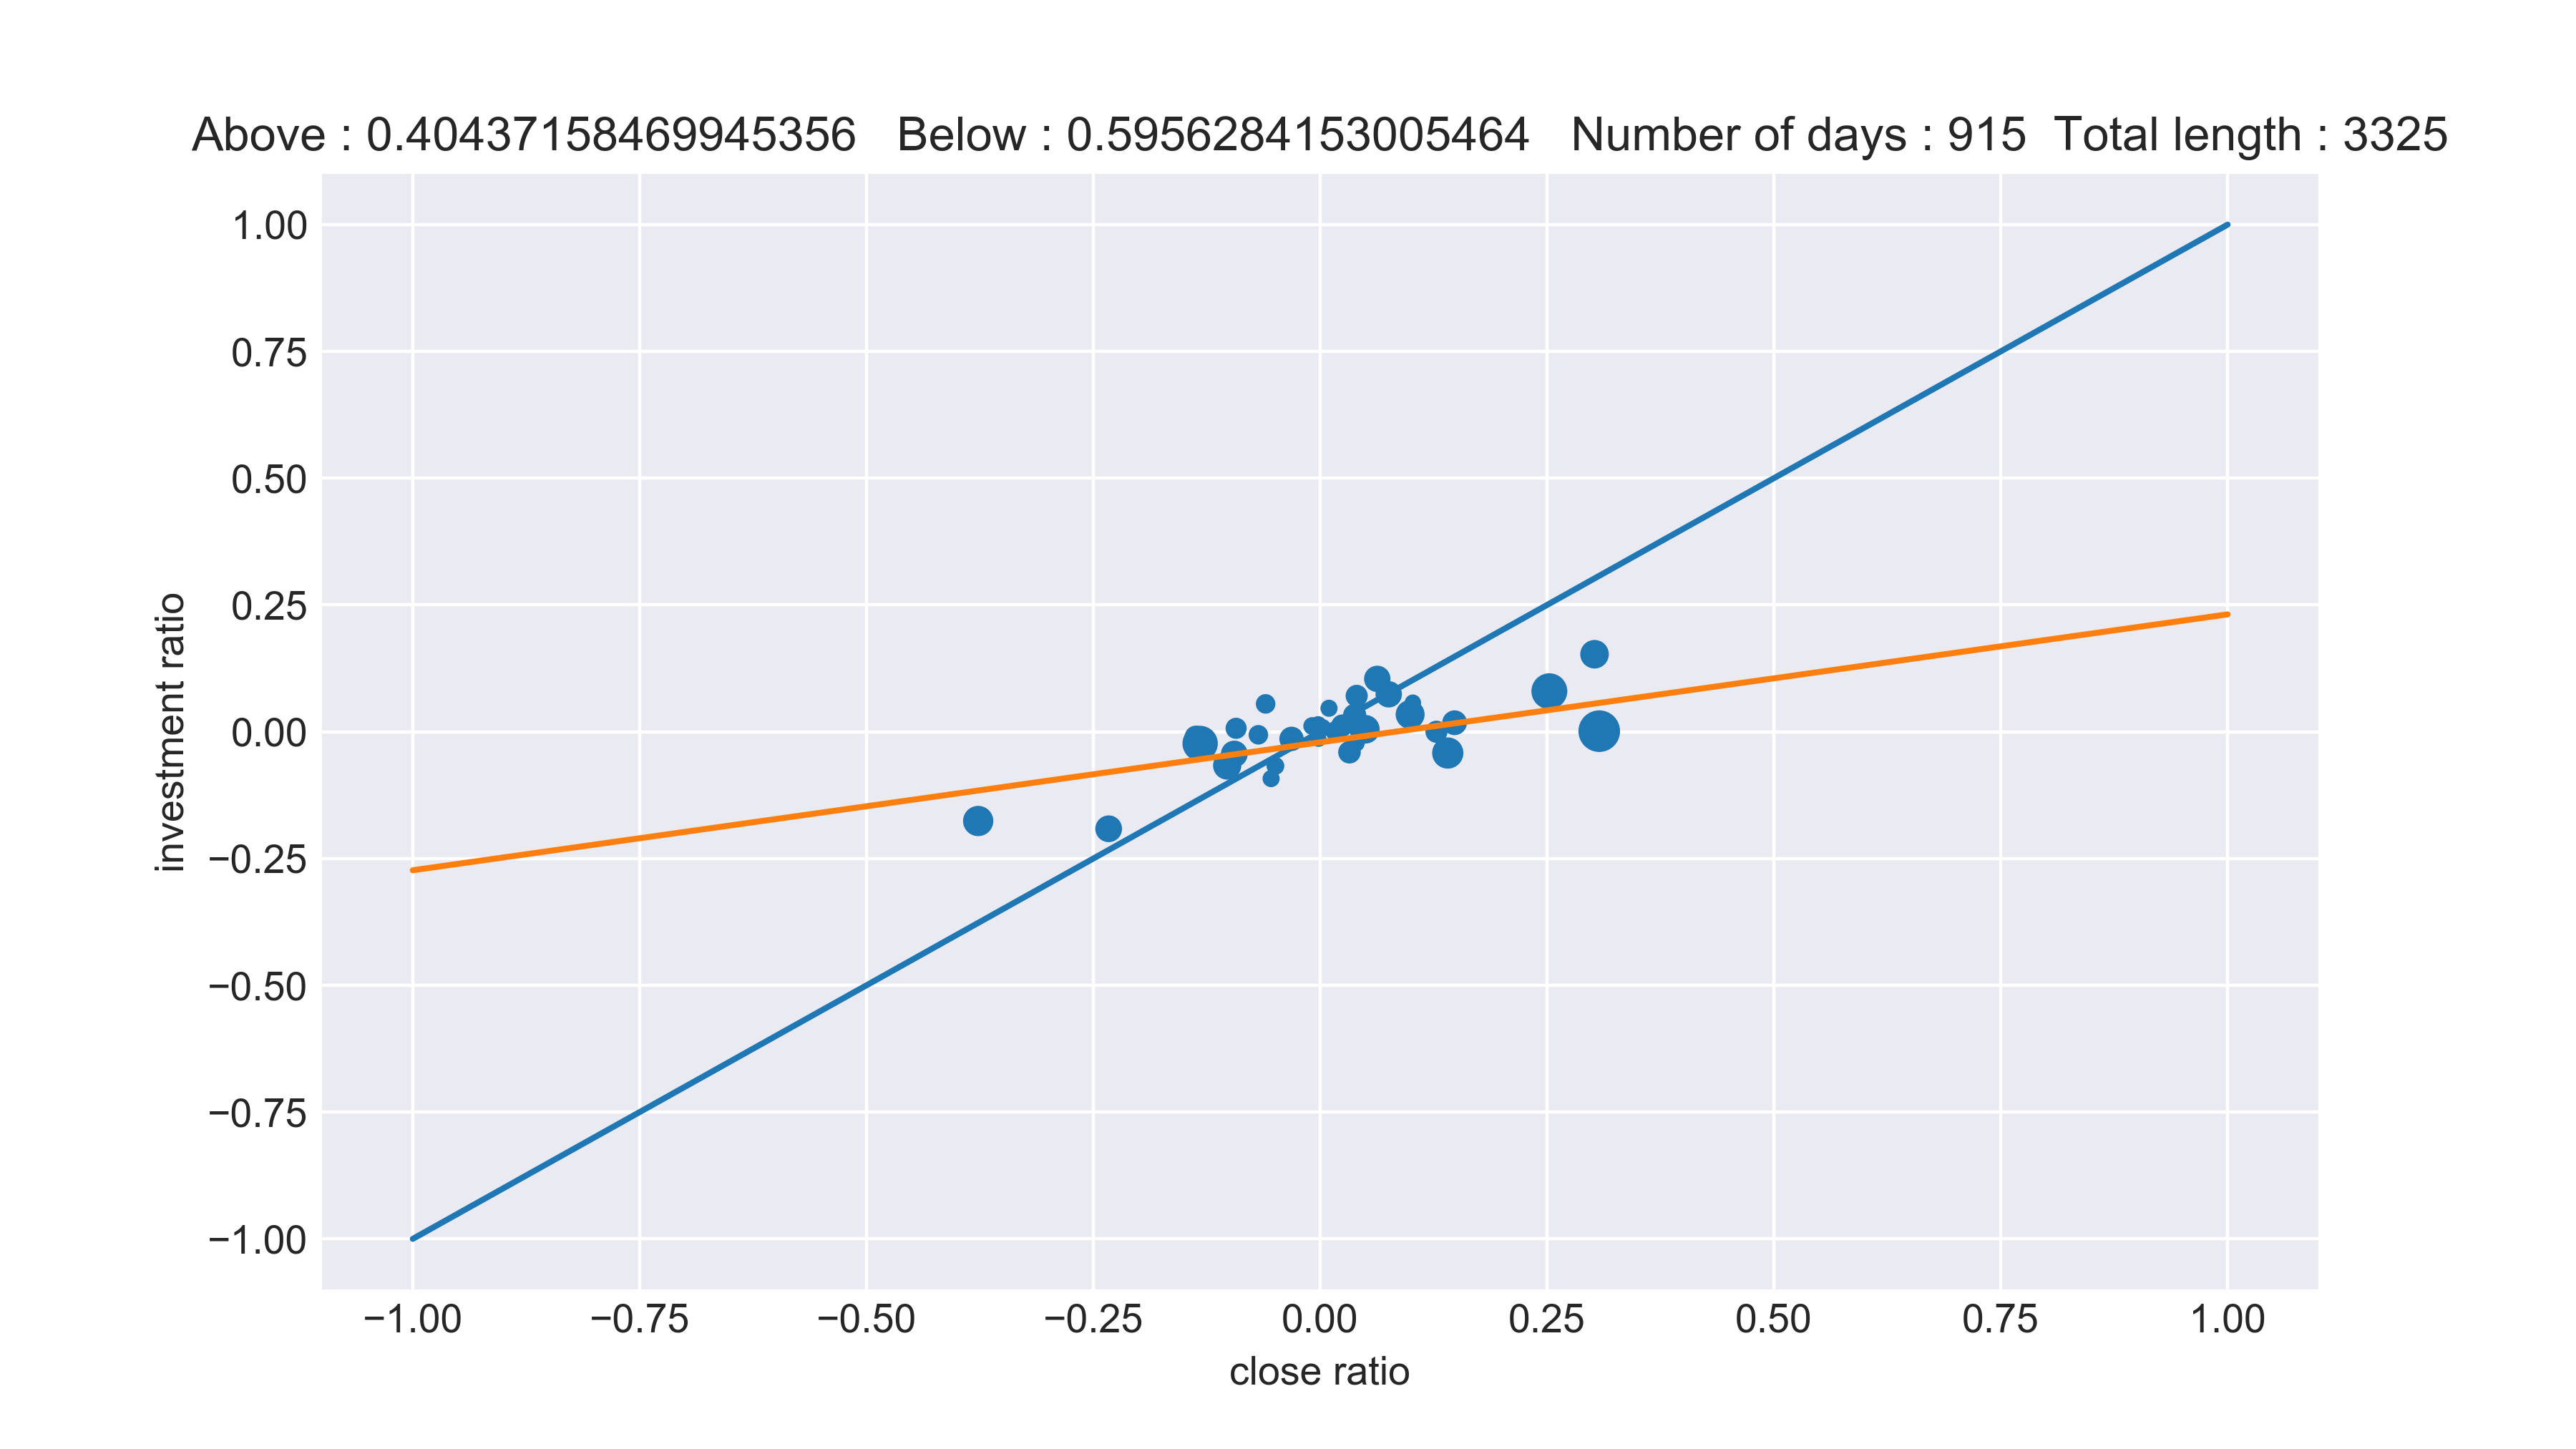 Above : 0.40437158469945356 Below : 0.5956284153005464 Number of days : 915 Total length : 3325
1.00
0.75
0.50
0.25
0.00
−0.25
−0.50
−0.75
−1.00
investment ratio
−1.00 −0.75 −0.50 −0.25 0.00 0.25 0.50 0.75 1.00
close ratio